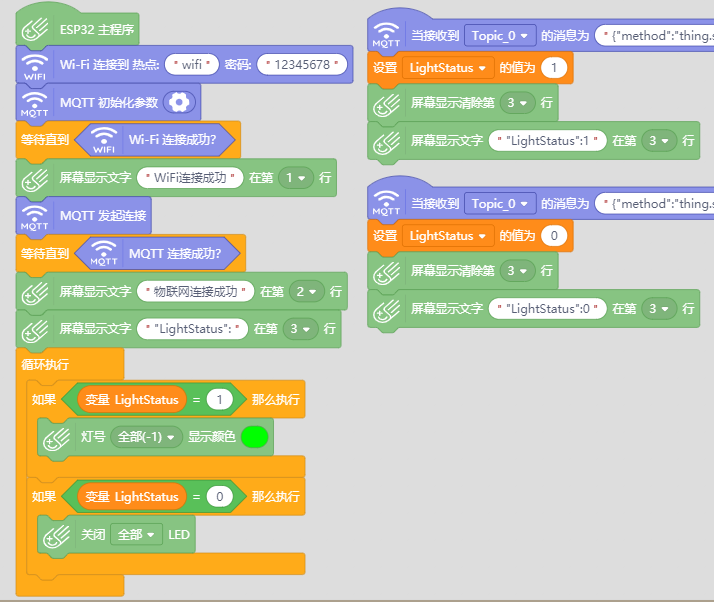 ESP32 主程序
WIFI Wi-Fi 连接到 热点: " wifi " 密码: " 12345678 "
MQTT MQTT 初始化参数
等待直到 WIFI Wi-Fi 连接成功?
屏幕显示文字 " WiFi连接成功 " 在第 1 行
MQTT MQTT 发起连接
等待直到 MQTT MQTT 连接成功?
屏幕显示文字 " 物联网连接成功 " 在第 2 行
屏幕显示文字 " "LightStatus": " 在第 3 行
循环执行
如果 变量 LightStatus = 1 那么执行
灯号 全部(-1) 显示颜色
如果 变量 LightStatus = 0 那么执行
关闭 全部 LED
MQTT 当接收到 Topic_0 的消息为 " {"method":"thing.s
设置 LightStatus 的值为 1
屏幕显示清除第 3 行
屏幕显示文字 " "LightStatus":1 " 在第 3 行
MQTT 当接收到 Topic_0 的消息为 " {"method":"thing.s
设置 LightStatus 的值为 0
屏幕显示清除第 3 行
屏幕显示文字 " "LightStatus":0 " 在第 3 行